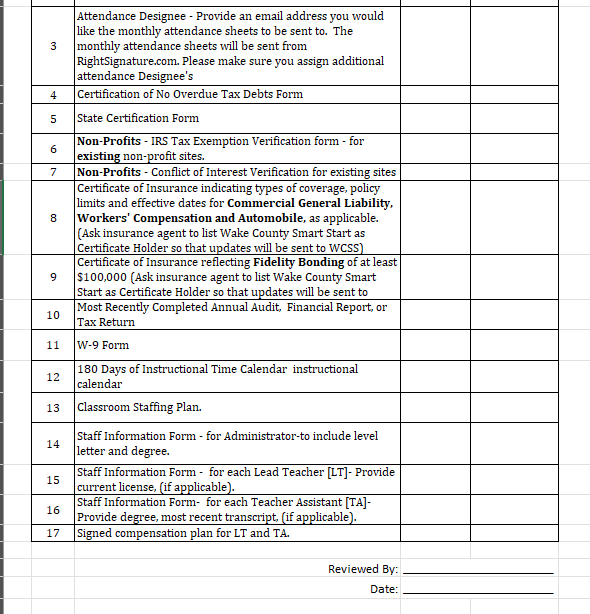 Attendance Designee - Provide an email address you would
like the monthly attendance sheets to be sent to.  The
3 monthly attendance sheets will be sent from
RightSignature.com. Please make sure you assign additional
attendance Designee's
4 Certification of No Overdue Tax Debts Form
5 State Certification Form
Non-Profits - IRS Tax Exemption Verification form - for
6 existing non-profit sites.
7 Non-Profits - Conflict of Interest Verification for existing sites
Certificate of Insurance indicating types of coverage, policy
limits and effective dates for Commercial General Liability,
8 Workers' Compensation and Automobile, as applicable.
(Ask insurance agent to list Wake County Smart Start as
Certificate Holder so that updates will be sent to WCSS)
Certificate of Insurance reflecting Fidelity Bonding of at least
9 $100,000 (Ask insurance agent to list Wake County Smart
Start as Certificate Holder so that updates will be sent to
10 Most Recently Completed Annual Audit,  Financial Report, or
Tax Return
11 W-9 Form
12 180 Days of Instructional Time Calendar  instructional
calendar
13 Classroom Staffing Plan.
14 Staff Information Form - for Administrator-to include level
letter and degree.
15 Staff Information Form -  for each Lead Teacher [LT]- Provide
current license, (if applicable).
16 Staff Information Form-  for each Teacher Assistant [TA]-
Provide degree, most recent transcript, (if applicable).
17 Signed compensation plan for LT and TA.
Reviewed By:
Date: